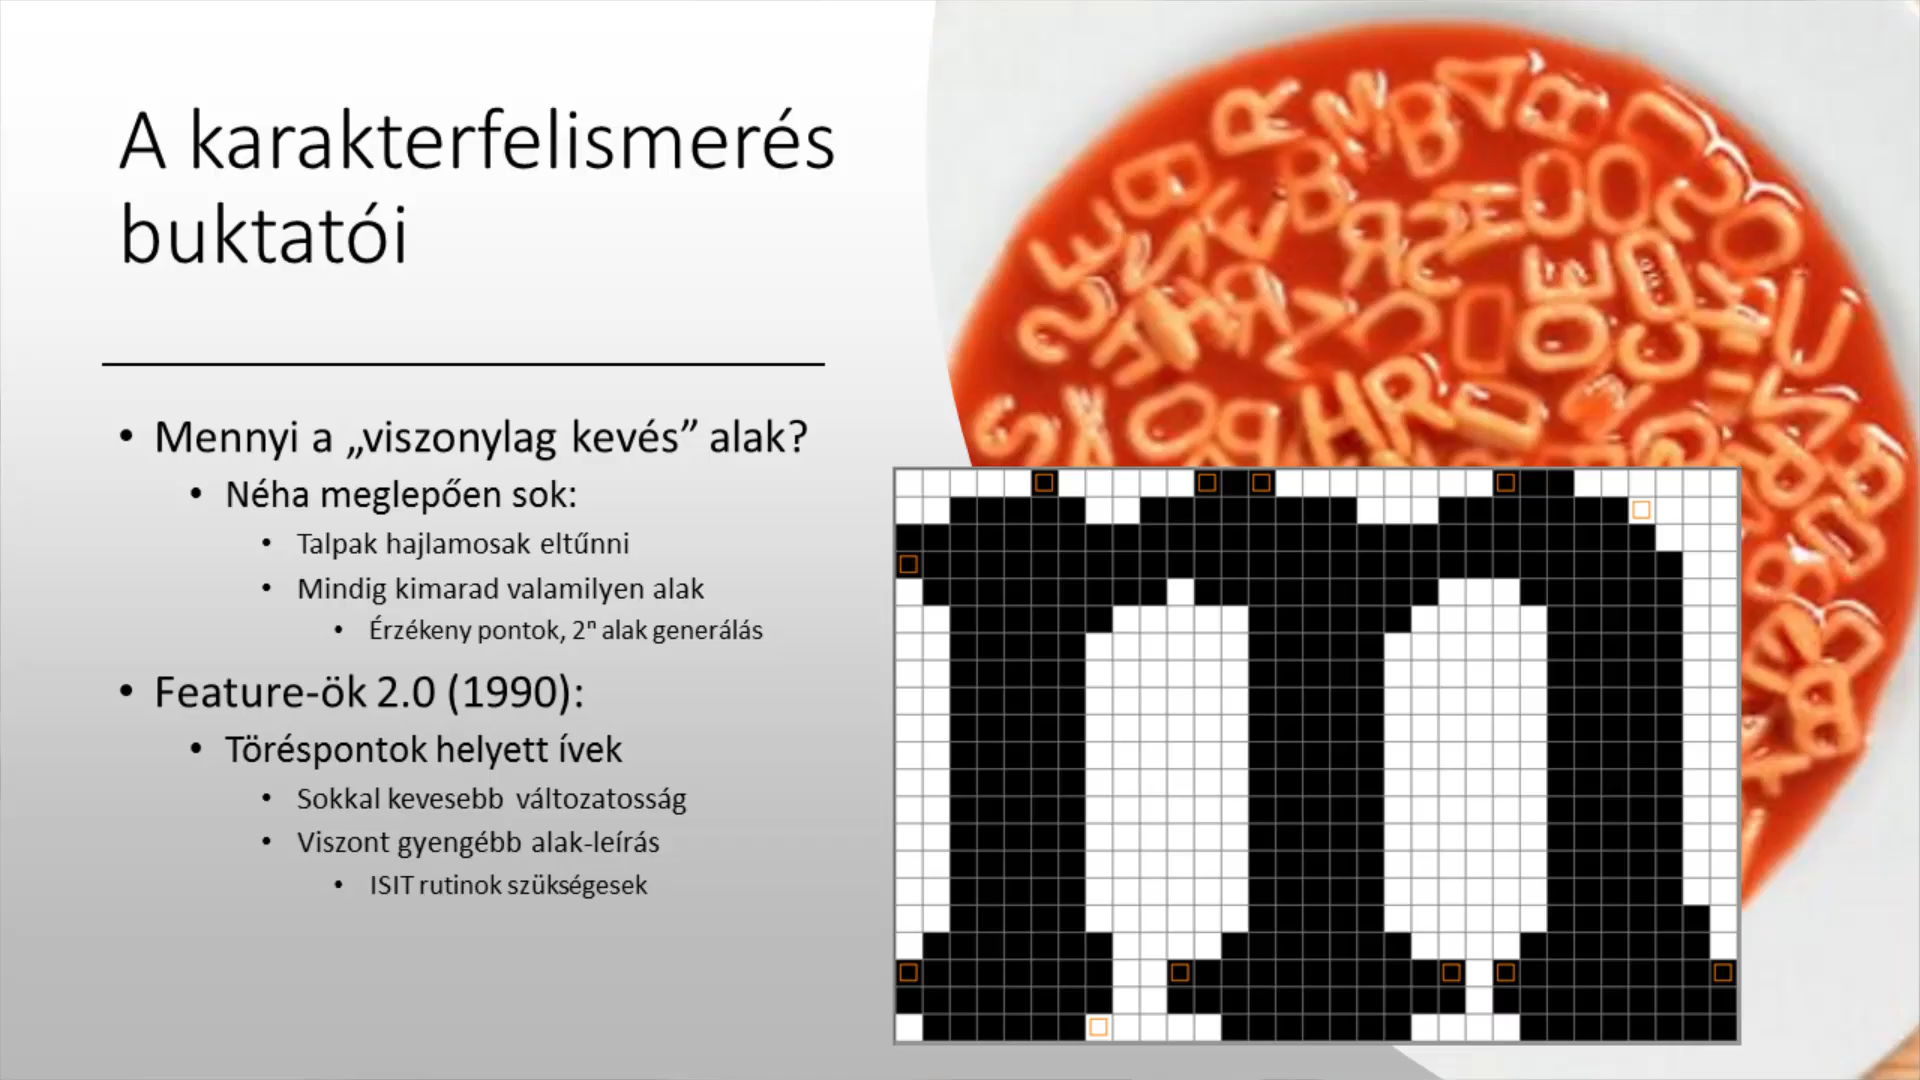 A karakterfelismerés
buktatói
• Mennyi a „viszonylag kevés” alak?
• Néha meglepően sok:
• Talpak hajlamosak eltűnni
• Mindig kimarad valamilyen alak
• Érzékeny pontok, 2ⁿ alak generálás
• Feature-ök 2.0 (1990):
• Töréspontok helyett ívek
• Sokkal kevesebb változatosság
• Viszont gyengébb alak-leírás
• ISIT rutinok szükségesek
m